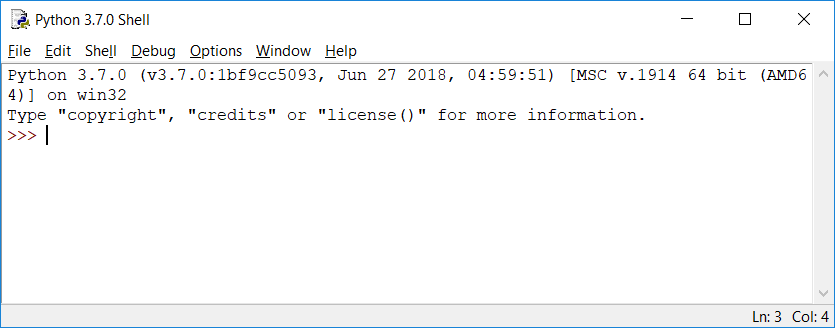 Python 3.7.0 Shell
File Edit Shell Debug Options Window Help
Python 3.7.0 (v3.7.0:1bf9cc5093, Jun 27 2018, 04:59:51) [MSC v.1914 64 bit (AMD6
4)] on win32
Type "copyright", "credits" or "license()" for more information.
>>>
Ln: 3 Col: 4